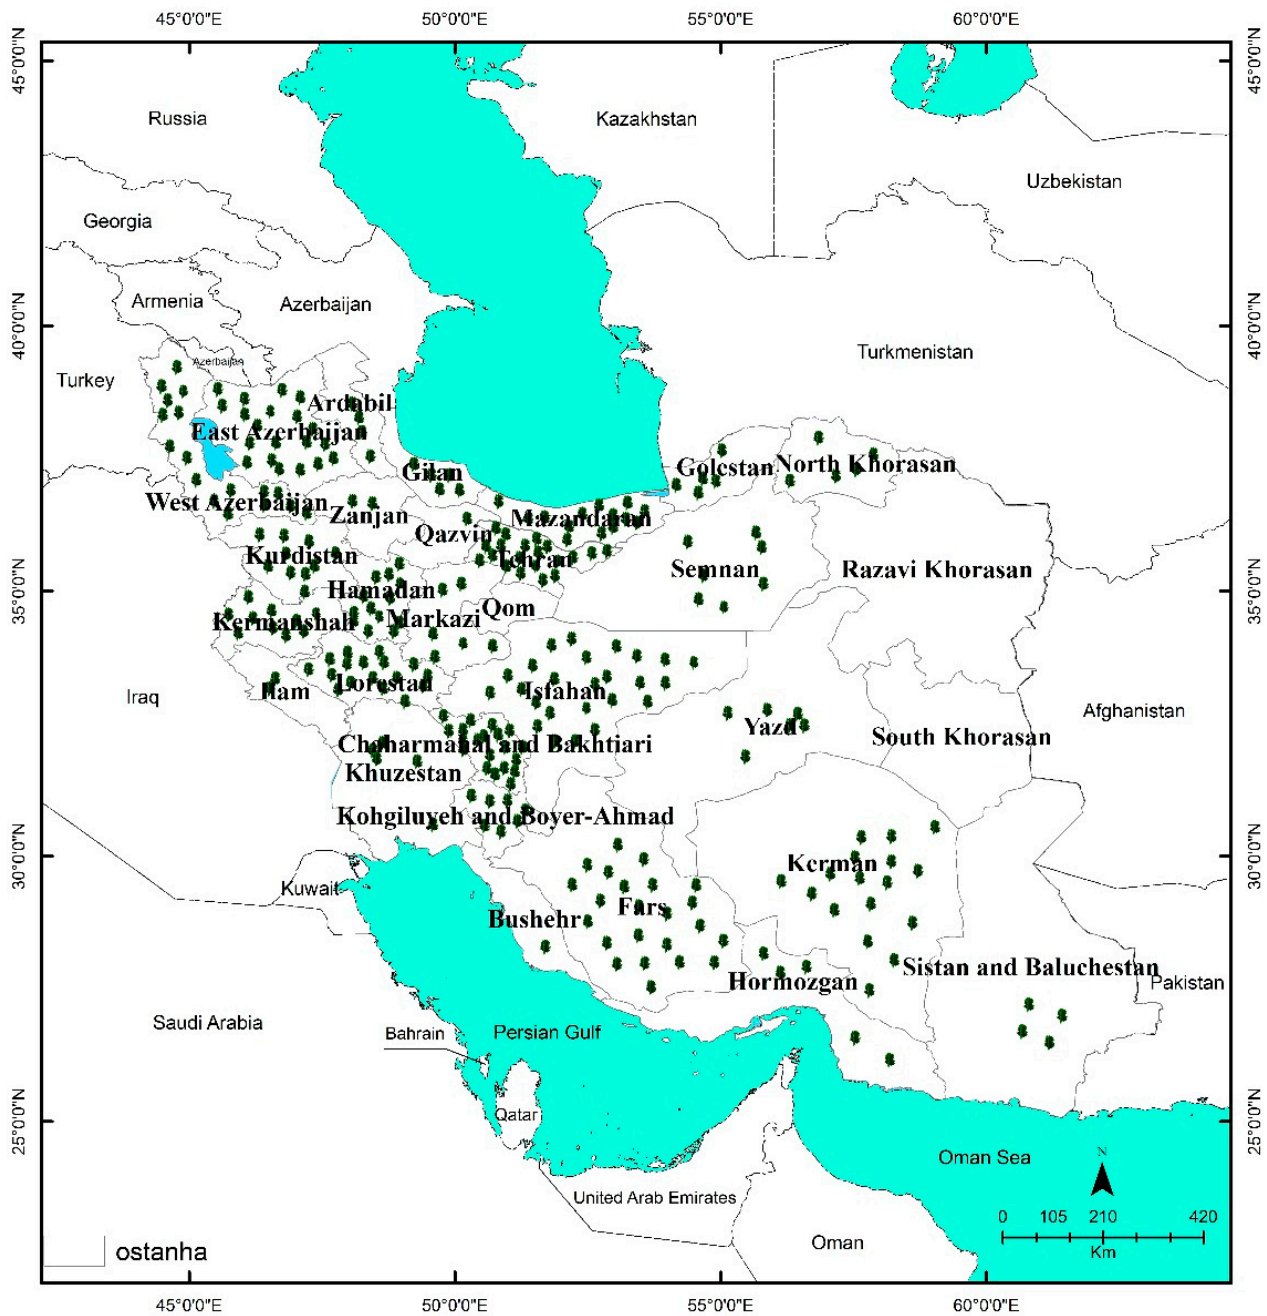 45°0'0"E
50°0'0"E
55°0'0"E
60°0'0"E
45°0'0"N
45°0'0"N
Russia
Kazakhstan
Uzbekistan
Georgia
Armenia
Azerbaijan
40°0'0"N
40°0'0"N
Turkmenistan
Azerbaijan
Turkey
Ardabil
East Azerbaijan
Gilan
Golestan
North Khorasan
West Azerbaijan
Zanjan
Mazandaran
Qazvin
Kurdistan
Tehran
Semnan
Razavi Khorasan
35°0'0"N
35°0'0"N
Hamadan
Qom
Kermanshah
Markazi
Ilam
Lorestan
Isfahan
Iraq
Afghanistan
Yazd
South Khorasan
Chaharmahal and Bakhtiari
Khuzestan
Kohgiluyeh and Boyer-Ahmad
30°0'0"N
30°0'0"N
Kerman
Kuwait
Fars
Bushehr
Sistan and Baluchestan
Hormozgan
Pakistan
Saudi Arabia
Bahrain
Persian Gulf
25°0'0"N
25°0'0"N
Qatar
Oman Sea
N
United Arab Emirates
0 105 210 420
Km
Oman
ostanha
45°0'0"E
50°0'0"E
55°0'0"E
60°0'0"E